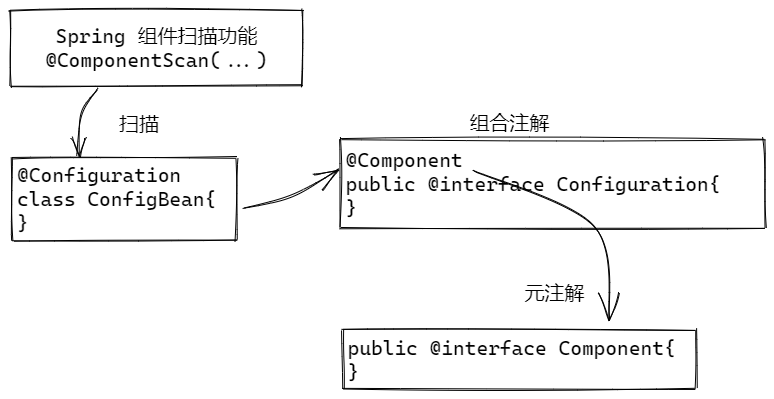 Spring 组件扫描功能
@ComponentScan(...)
扫描
组合注解
@Configuration
class ConfigBean{
}
@Component
public @interface Configuration{
}
元注解
public @interface Component{
}